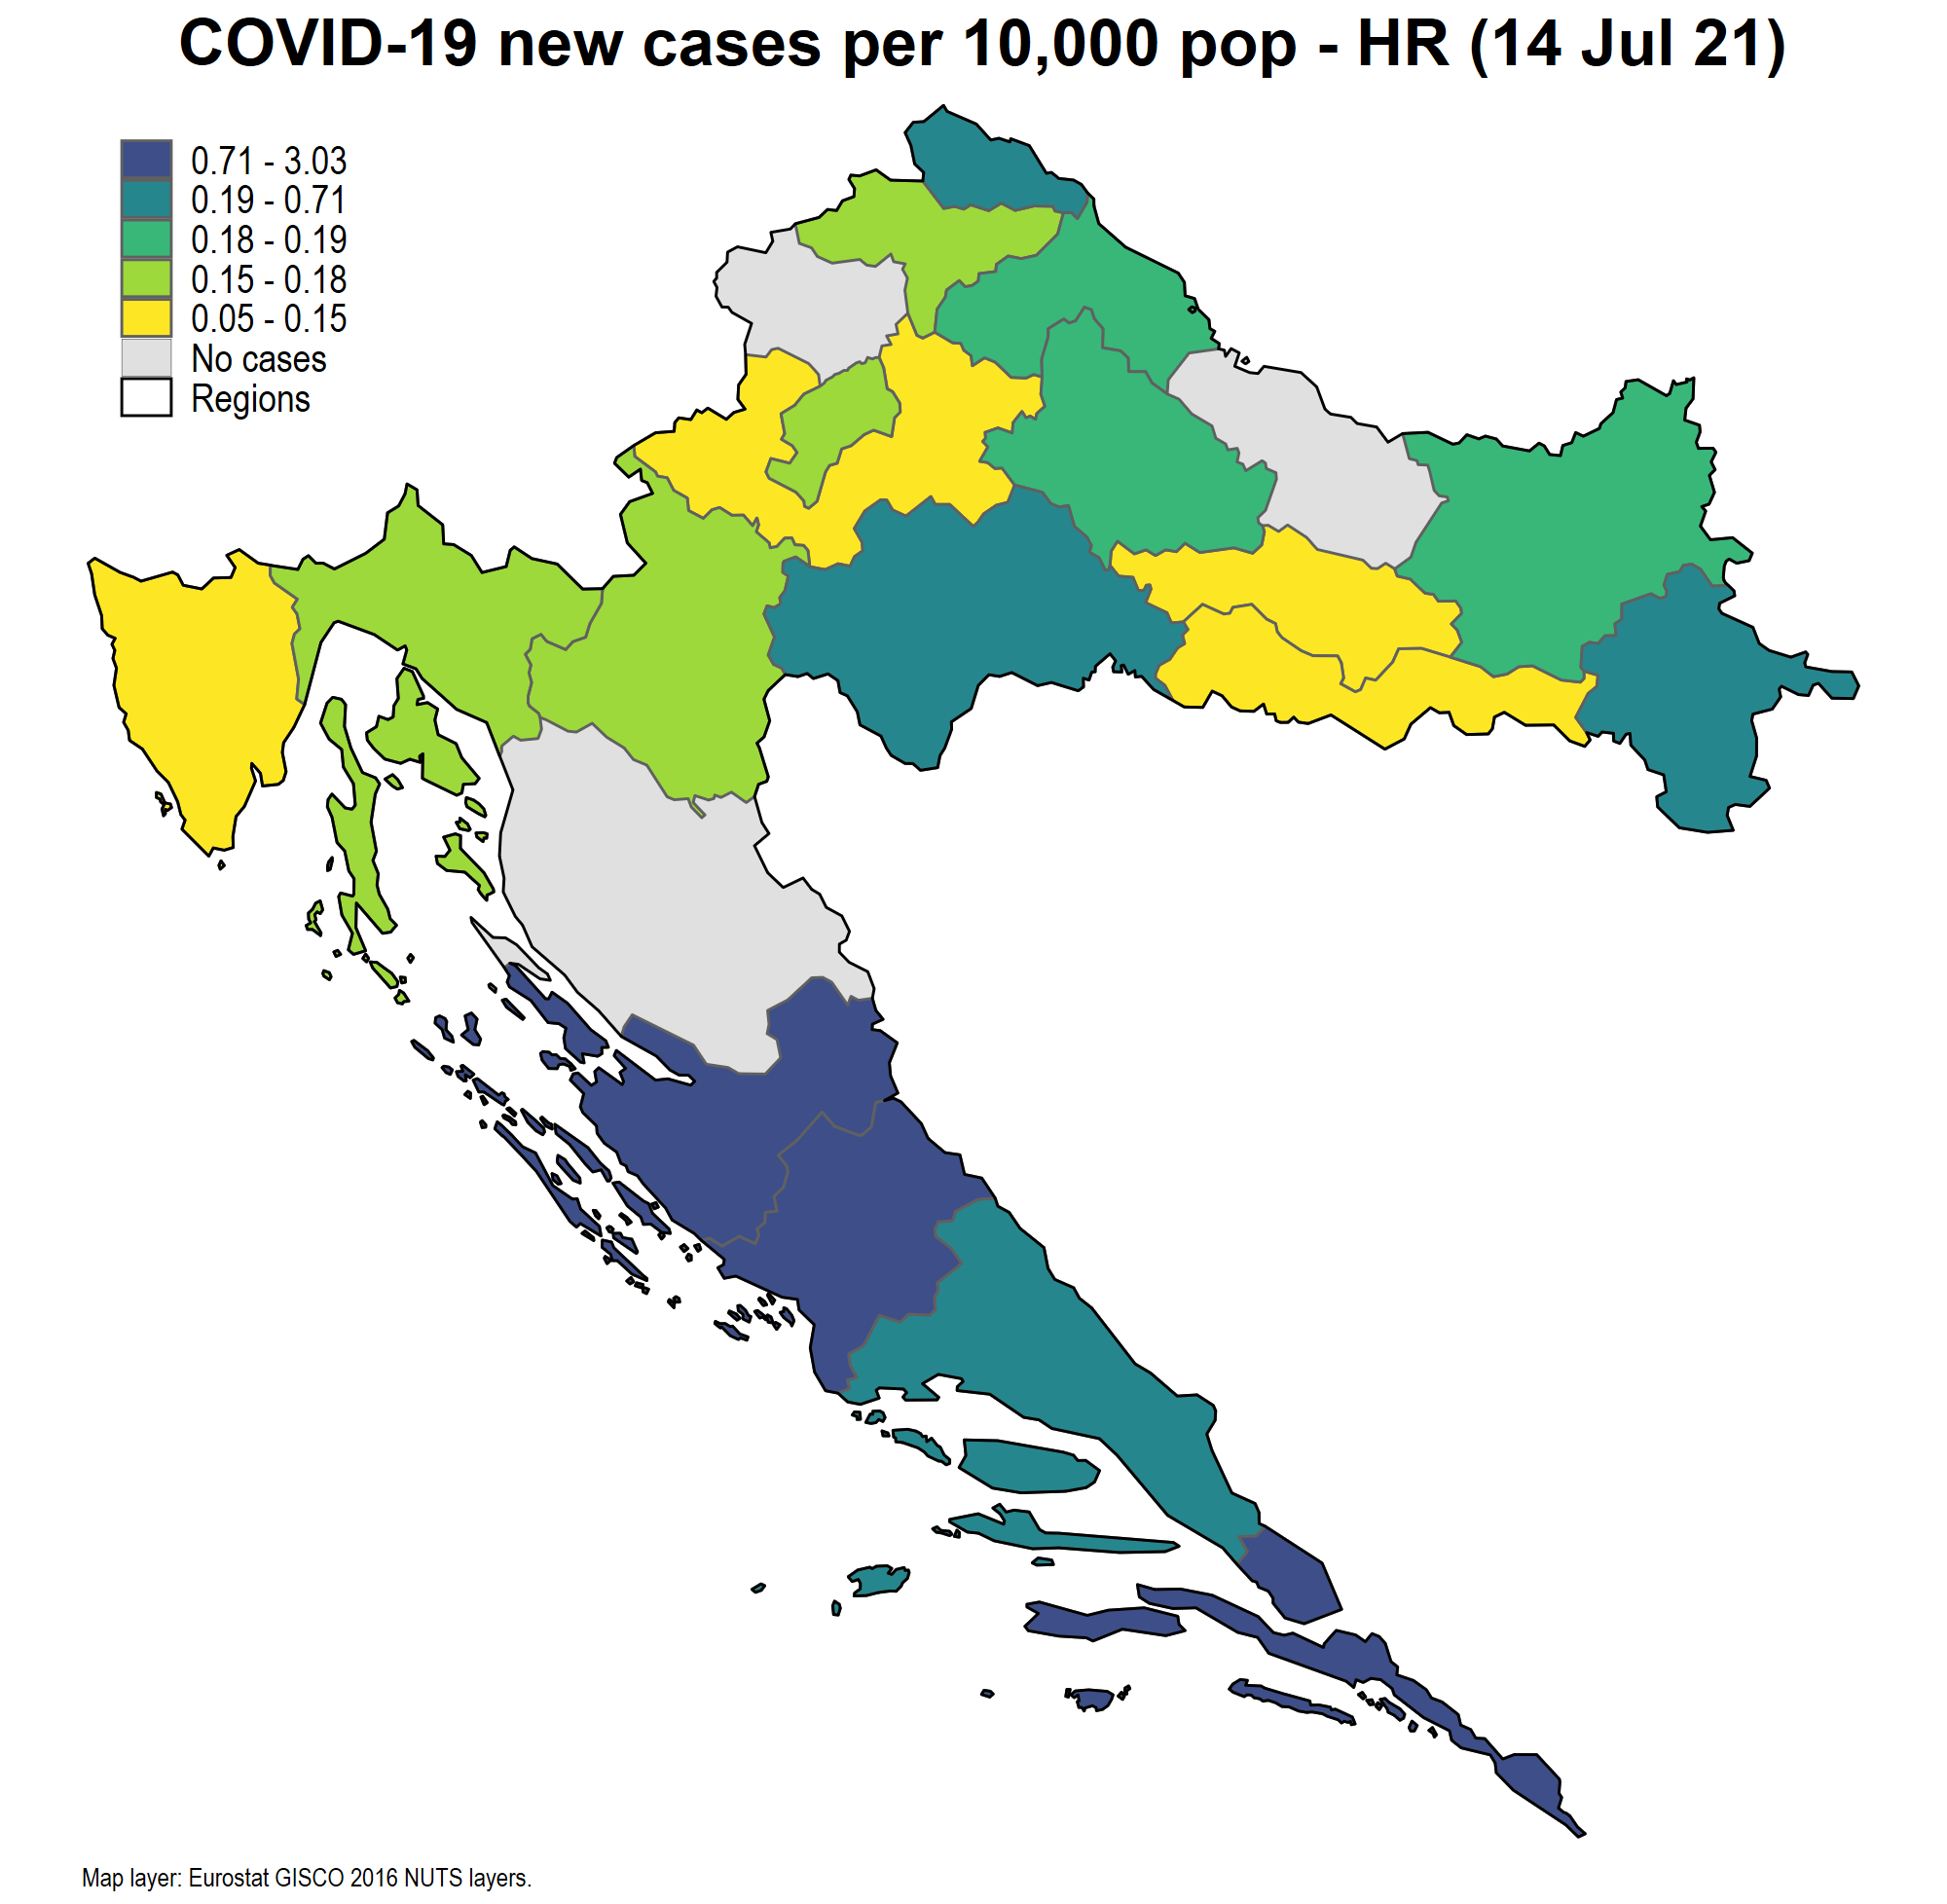 COVID-19 new cases per 10,000 pop - HR (14 Jul 21)
0.71 - 3.03
0.19 - 0.71
0.18 - 0.19
0.15 - 0.18
0.05 - 0.15
No cases
Regions
Map layer: Eurostat GISCO 2016 NUTS layers.